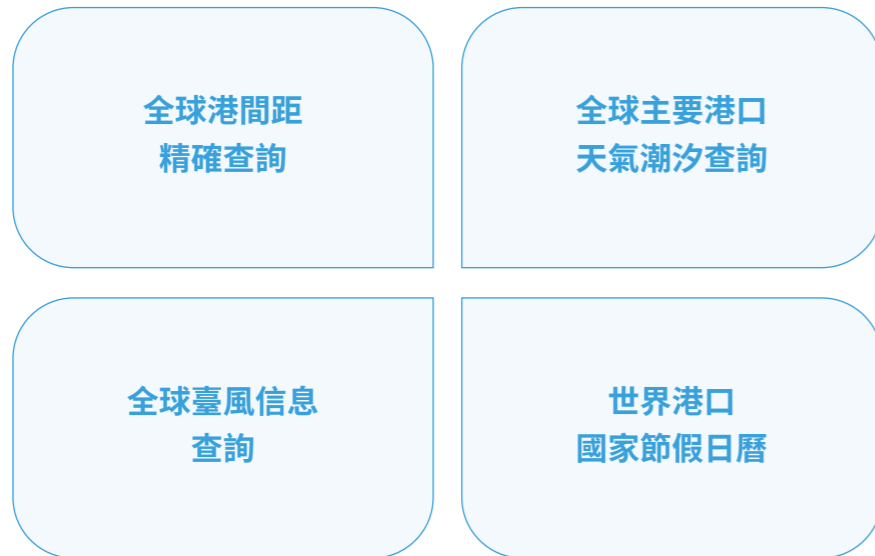 全球港間距
精確查詢
全球主要港口
天氣潮汐查詢
全球臺風信息
查詢
世界港口
國家節假日曆